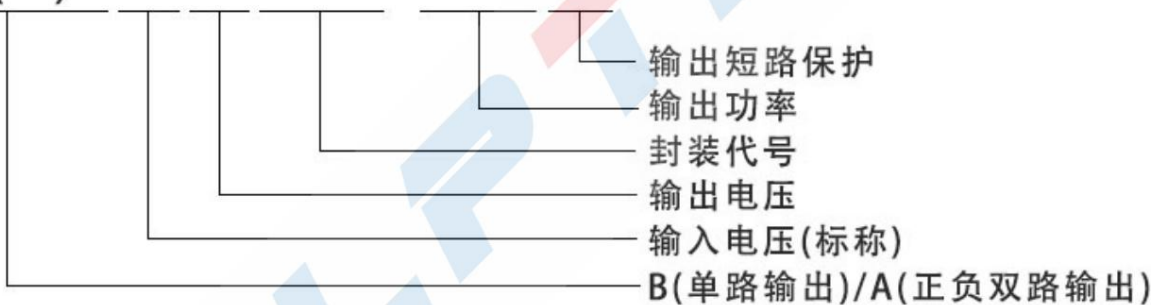 输出短路保护
输出功率
封装代号
输出电压
输入电压(标称)
B(单路输出)/A(正负双路输出)